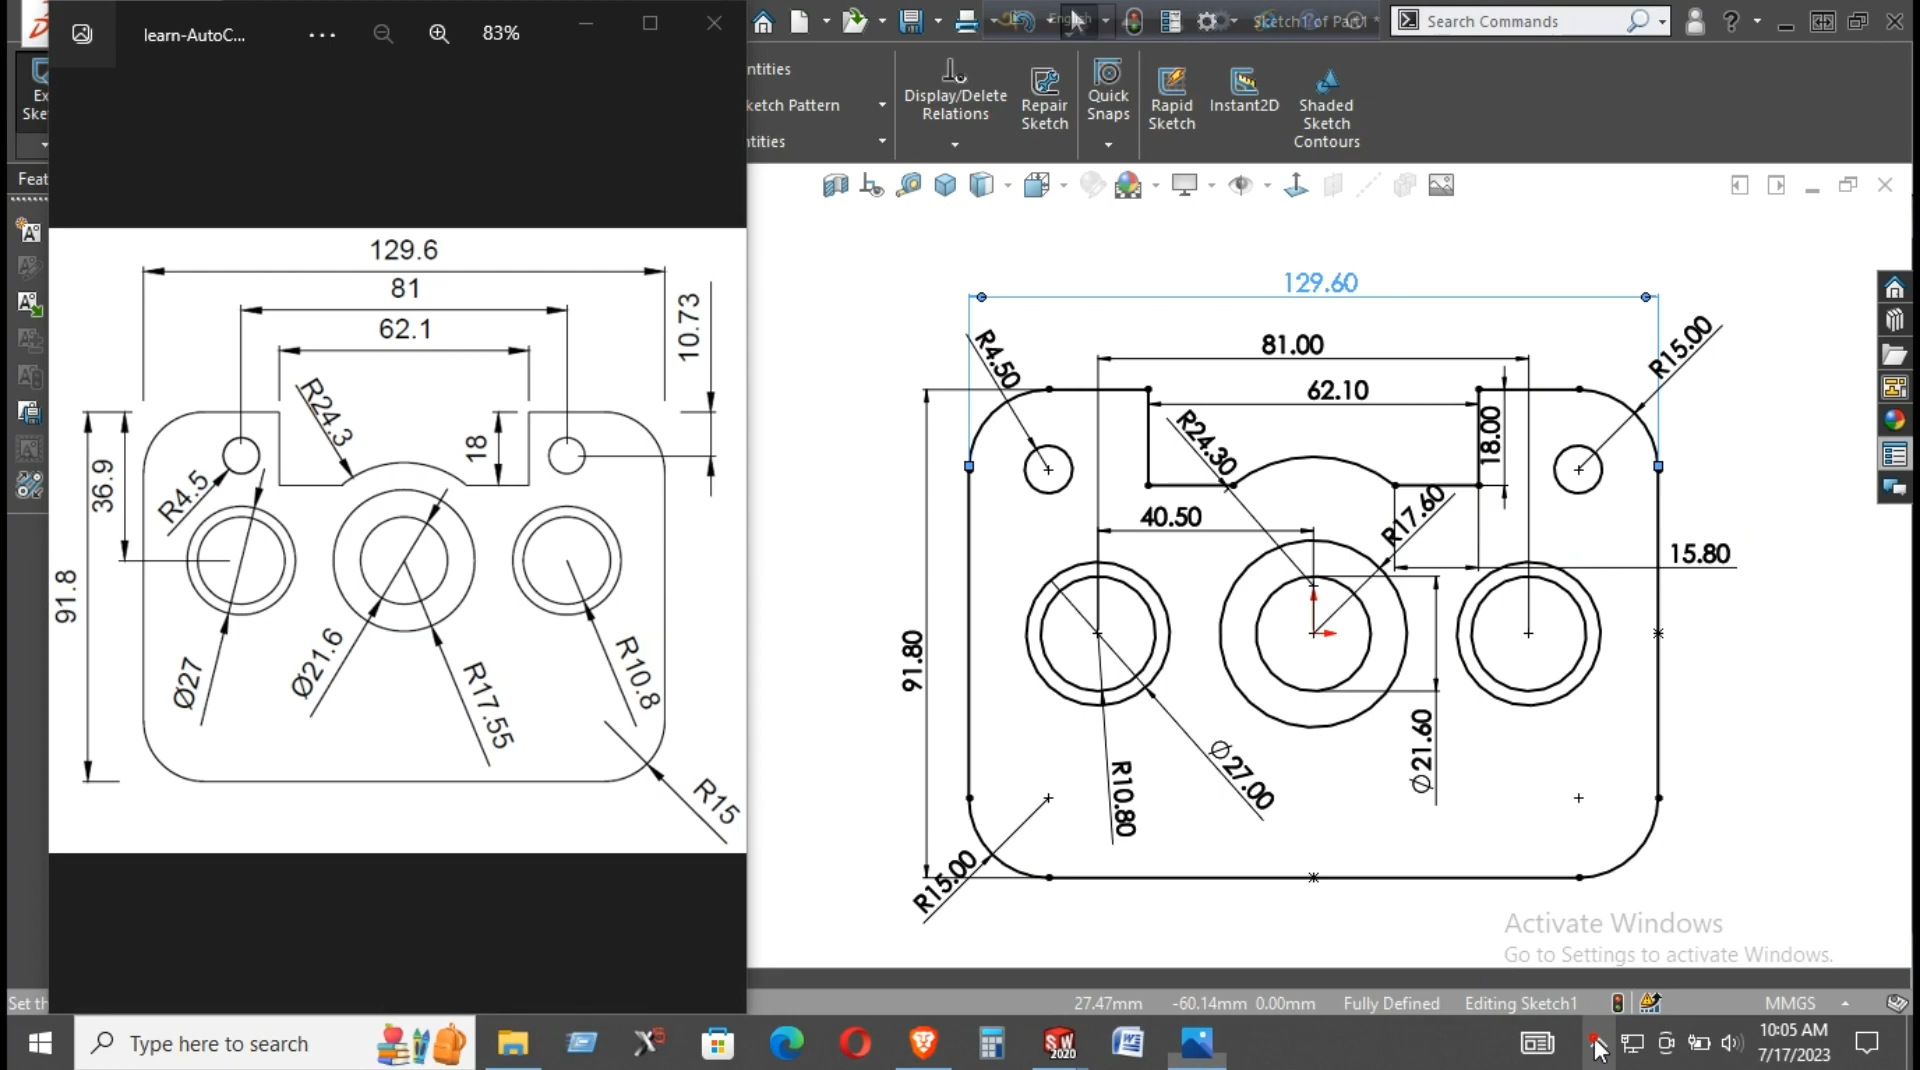 learn-AutoC...
83%
English
Sketch1 of Part1 *
Search Commands
Ex
Ske
ntities
ketch Pattern
ntities
Display/Delete
Relations
Repair
Sketch
Quick
Snaps
Rapid
Sketch
Instant2D
Shaded
Sketch
Contours
Feat
129.6
81
62.1
10.73
R24.3
18
36.9
R4.5
91.8
Ø27
Ø21.6
R17.55
R10.8
R15
129.60
81.00
62.10
R4.50
R15.00
R24.30
18.00
40.50
R17.60
15.80
91.80
Ø21.60
Ø27.00
R10.80
R15.00
Activate Windows
Go to Settings to activate Windows.
Set th
27.47mm
-60.14mm 0.00mm
Fully Defined
Editing Sketch1
MMGS
Type here to search
SW
2020
10:05 AM
7/17/2023